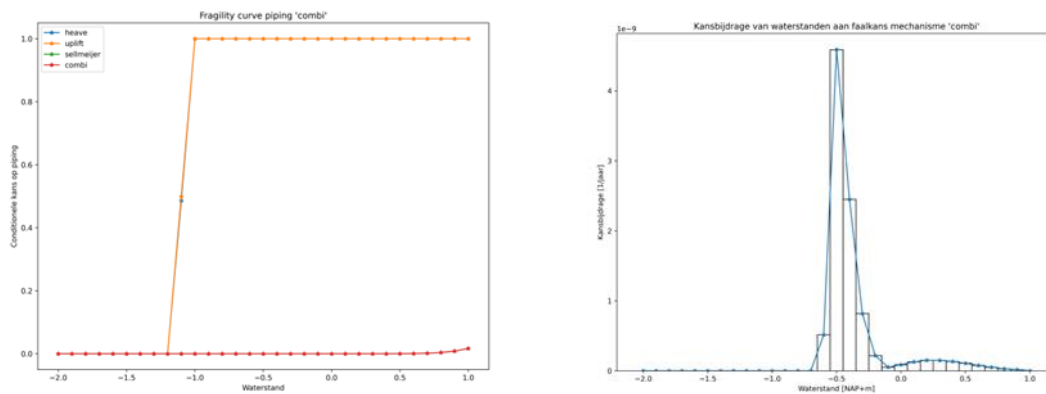 Fragility curve piping 'combi'
heave
uplift
sellmeijer
combi
Conditionele kans op piping
1.0
0.8
0.6
0.4
0.2
0.0
-2.0 -1.5 -1.0 -0.5 0.0 0.5 1.0
Waterstand
Kansbijdrage van waterstanden aan faalkans mechanisme 'combi'
1e-9
Kansbijdrage [1/jaar]
4
3
2
1
0
-2.0 -1.5 -1.0 -0.5 0.0 0.5 1.0
Waterstand [NAP+m]